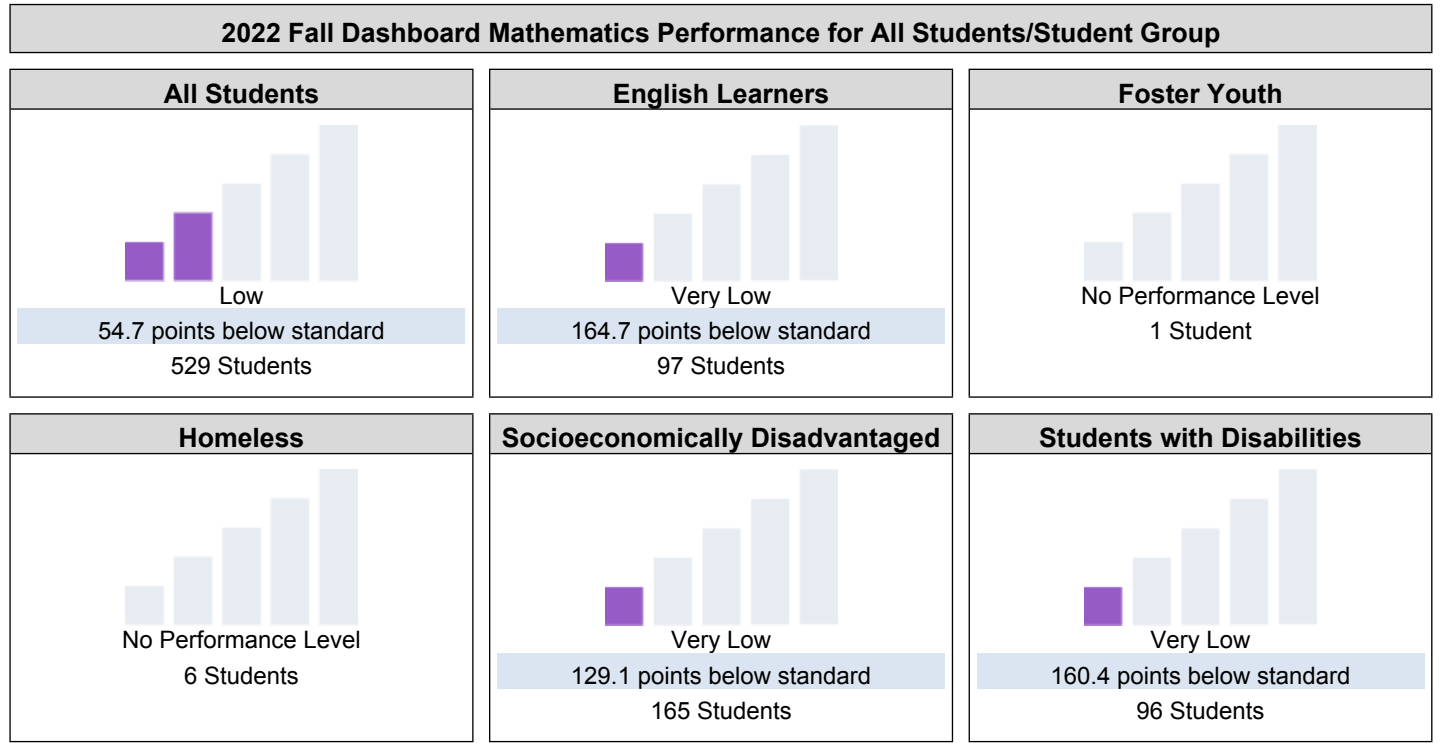 2022 Fall Dashboard Mathematics Performance for All Students/Student Group
All Students
Low
54.7 points below standard
529 Students
English Learners
Very Low
164.7 points below standard
97 Students
Foster Youth
No Performance Level
1 Student
Homeless
No Performance Level
6 Students
Socioeconomically Disadvantaged
Very Low
129.1 points below standard
165 Students
Students with Disabilities
Very Low
160.4 points below standard
96 Students